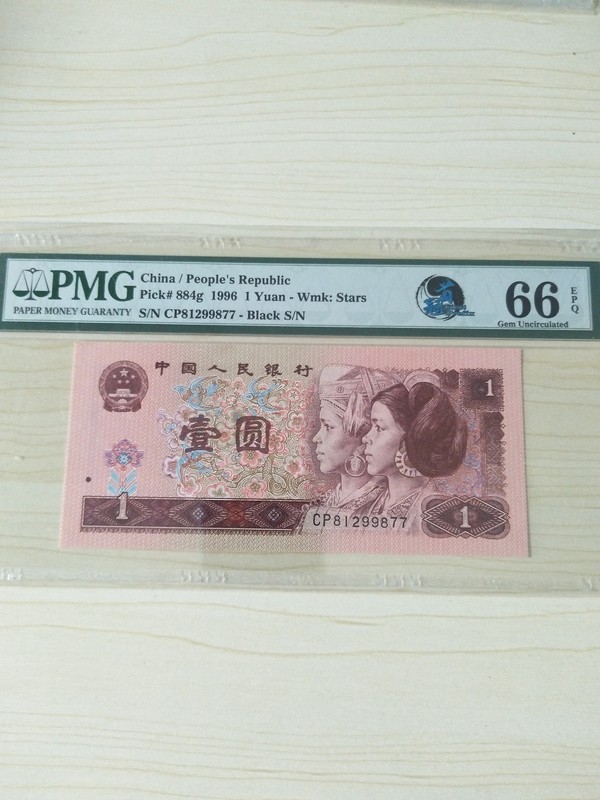 PMG
PAPER MONEY GUARANTY
China / People's Republic
Pick# 884g 1996 1 Yuan - Wmk: Stars
S/N CP81299877 - Black S/N
66
EPQ
Gem Uncirculated
中国人民银行
1
壹圆
1
CP81299877
1